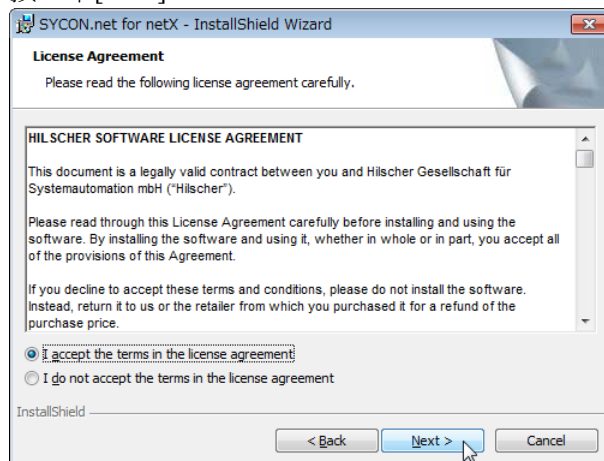 SYCON.net for netX - InstallShield Wizard
License Agreement
Please read the following license agreement carefully.
HILSCHER SOFTWARE LICENSE AGREEMENT
This document is a legally valid contract between you and Hilscher Gesellschaft für
Systemautomation mbH ("Hilscher").
Please read through this License Agreement carefully before installing and using the
software. By installing the software and using it, whether in whole or in part, you accept all
of the provisions of this Agreement.
If you decline to accept these terms and conditions, please do not install the software.
Instead, return it to us or the retailer from which you purchased it for a refund of the
purchase price.
I accept the terms in the license agreement
I do not accept the terms in the license agreement
InstallShield
< Back
Next >
Cancel